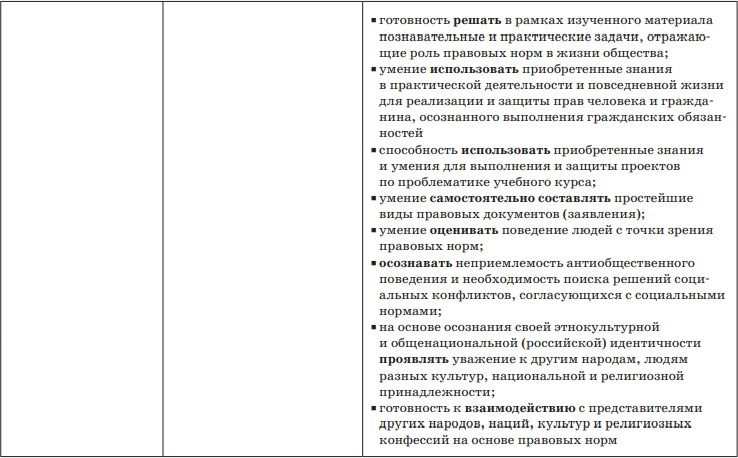 ▪ готовность решать в рамках изученного материала
познавательные и практические задачи, отражаю-
щие роль правовых норм в жизни общества;
▪ умение использовать приобретенные знания
в практической деятельности и повседневной жизни
для реализации и защиты прав человека и гражда-
нина, осознанного выполнения гражданских обязан-
ностей
▪ способность использовать приобретенные знания
и умения для выполнения и защиты проектов
по проблематике учебного курса;
▪ умение самостоятельно составлять простейшие
виды правовых документов (заявления);
▪ умение оценивать поведение людей с точки зрения
правовых норм;
▪ осознавать неприемлемость антиобщественного
поведения и необходимость поиска решений соци-
альных конфликтов, согласующихся с социальными
нормами;
▪ на основе осознания своей этнокультурной
и общенациональной (российской) идентичности
проявлять уважение к другим народам, людям
разных культур, национальной и религиозной
принадлежности;
▪ готовность к взаимодействию с представителями
других народов, наций, культур и религиозных
конфессий на основе правовых норм